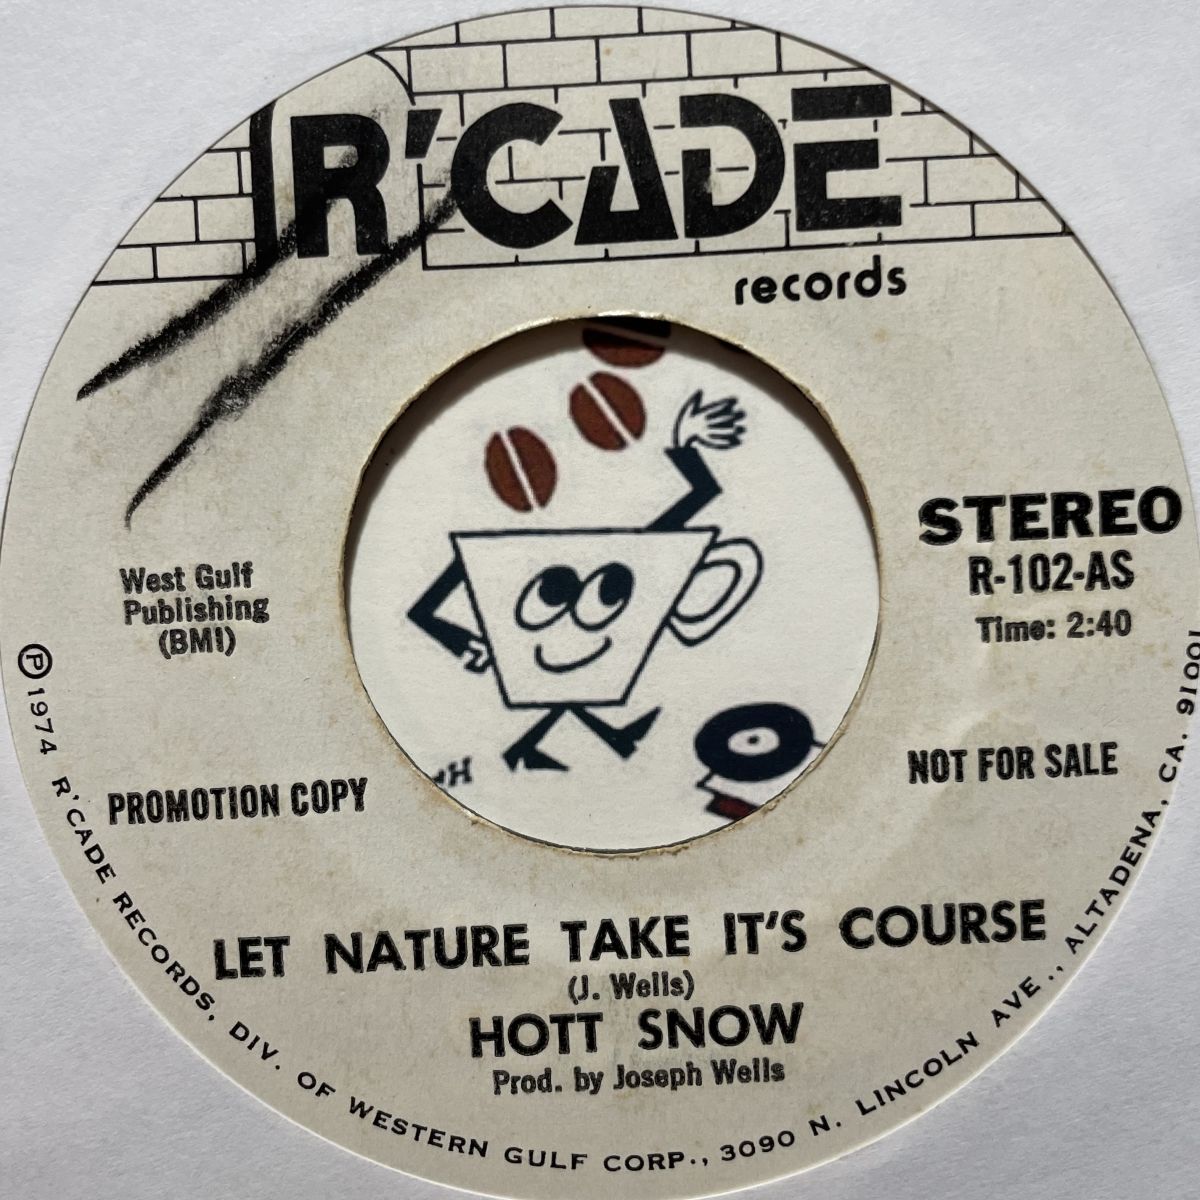 R'CADE
records
STEREO
R-102-AS
Time: 2:40
West Gulf
Publishing
(BMI)
PROMOTION COPY
NOT FOR SALE
LET NATURE TAKE IT'S COURSE
(J. Wells)
HOTT SNOW
Prod. by Joseph Wells
Ⓟ 1974 R'CADE RECORDS, DIV. OF WESTERN GULF CORP., 3090 N. LINCOLN AVE., ALTADENA, CA. 91001